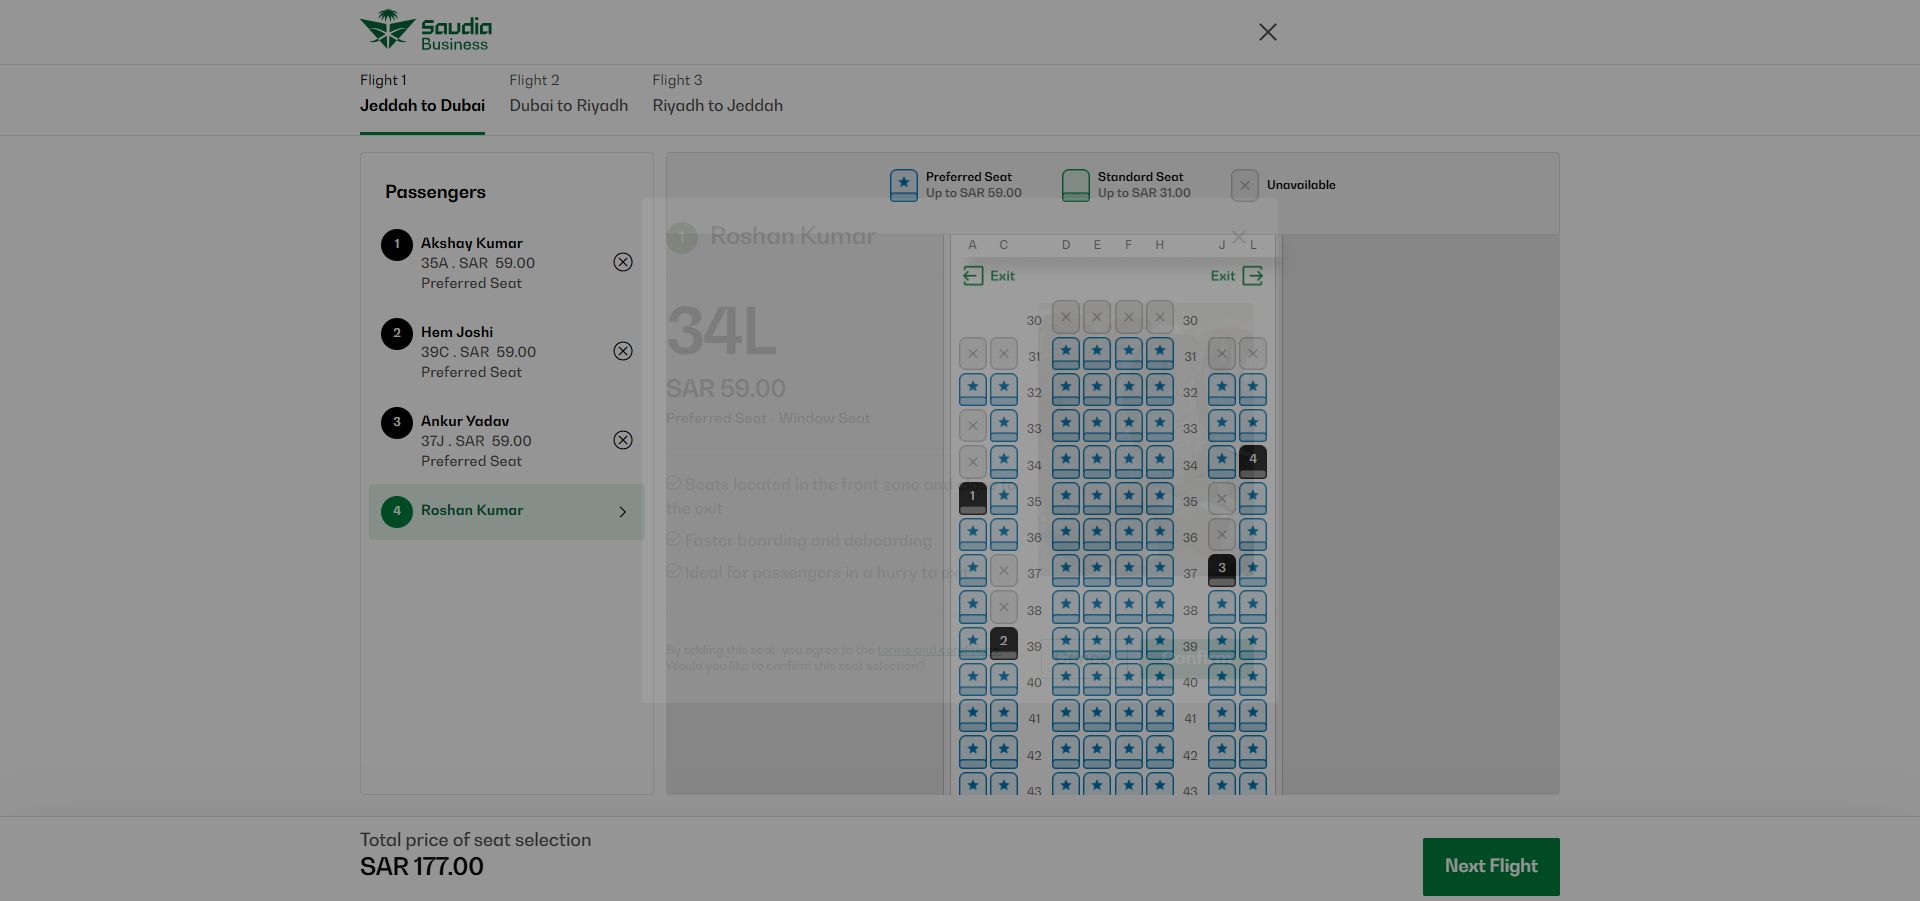 Saudia
Business
Flight 1
Jeddah to Dubai
Flight 2
Dubai to Riyadh
Flight 3
Riyadh to Jeddah
Passengers
1
Akshay Kumar
35A . SAR 59.00
Preferred Seat
2
Hem Joshi
39C . SAR 59.00
Preferred Seat
3
Ankur Yadav
37J . SAR 59.00
Preferred Seat
4
Roshan Kumar
Preferred Seat
Up to SAR 59.00
Standard Seat
Up to SAR 31.00
Unavailable
1 Roshan Kumar
34L
SAR 59.00
Preferred Seat - Window Seat
Seats located in the front zone and
the exit
Faster boarding and deboarding
Ideal for passengers in a hurry to
By adding this seat, you agree to the terms and
Would you like to confirm this seat selection?
Cancel
Confirm
A C D E F H J L
Exit Exit
30 30
31 31
32 32
33 33
34 34 4
1 35 35
36 36
37 37 3
38 38
2 39 39
40 40
41 41
42 42
43 43
Total price of seat selection
SAR 177.00
Next Flight